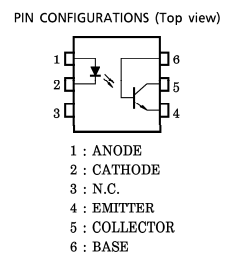 PIN CONFIGURATIONS (Top view)
1 6
2 5
3 4
1 : ANODE
2 : CATHODE
3 : N.C.
4 : EMITTER
5 : COLLECTOR
6 : BASE